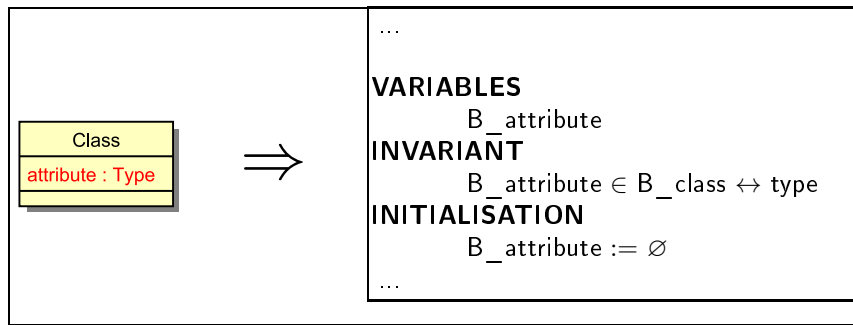 Class
attribute : Type
⇒
...
VARIABLES
B_attribute
INVARIANT
B_attribute ∈ B_class ↔ type
INITIALISATION
B_attribute := ∅
...